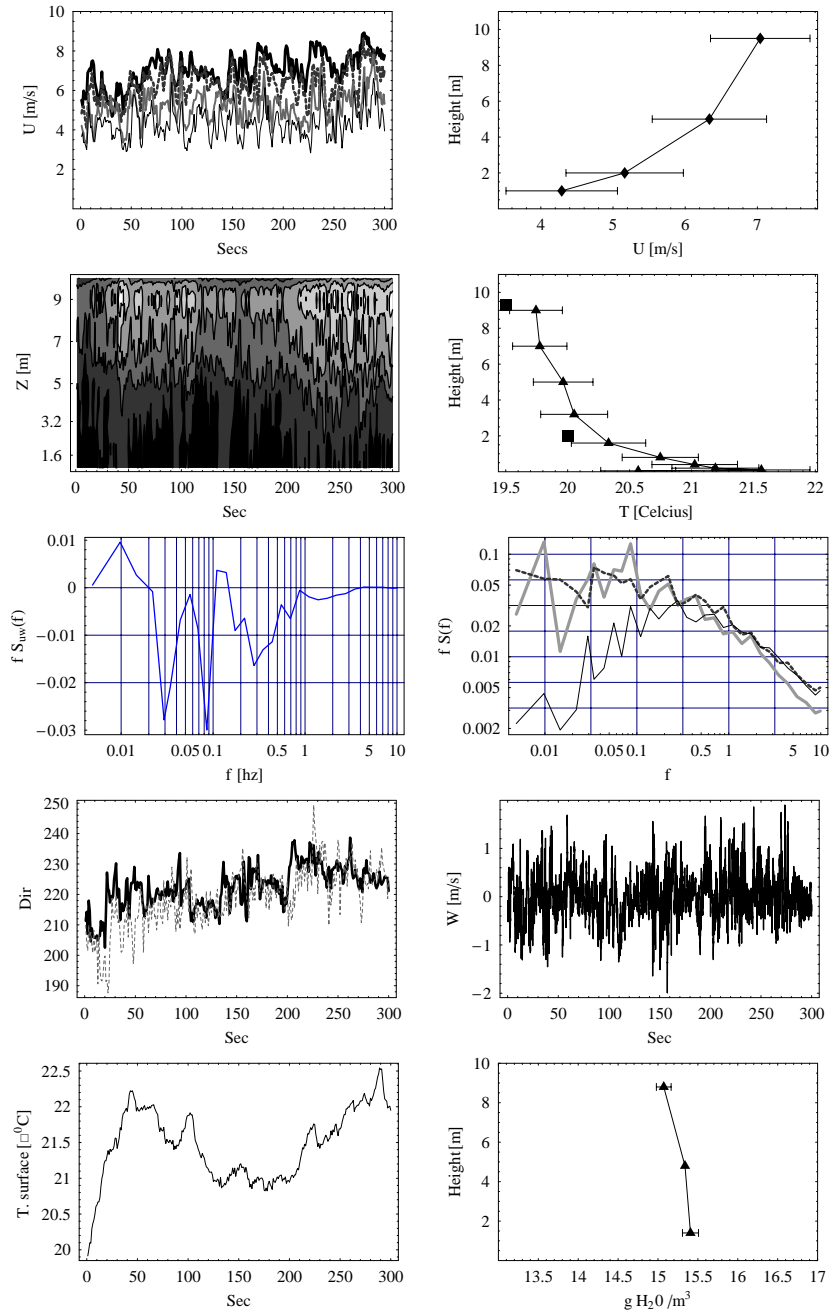 10
8
6
4
2
U [m/s]
0 50 100 150 200 250 300
Secs
10
8
6
4
2
Height [m]
4 5 6 7
U [m/s]
9
7
5
3.2
1.6
Z [m]
0 50 100 150 200 250 300
Sec
12
10
8
6
4
2
Height [m]
19.5 20 20.5 21 21.5 22
T [Celcius]
0.01
0
−0.01
−0.02
−0.03
f Suw(f)
0.01 0.05 0.1 0.5 1 5 10
f [hz]
0.1
0.05
0.02
0.01
0.005
0.002
f S(f)
0.01 0.05 0.1 0.5 1 5 10
f
250
240
230
220
210
200
190
Dir
0 50 100 150 200 250 300
Sec
1
0
−1
−2
W [m/s]
0 50 100 150 200 250 300
Sec
22.5
22
21.5
21
20.5
20
T. surface [□⁰C]
0 50 100 150 200 250 300
Sec
10
8
6
4
2
Height [m]
13.5 14 14.5 15 15.5 16 16.5 17
g H₂0 /m³